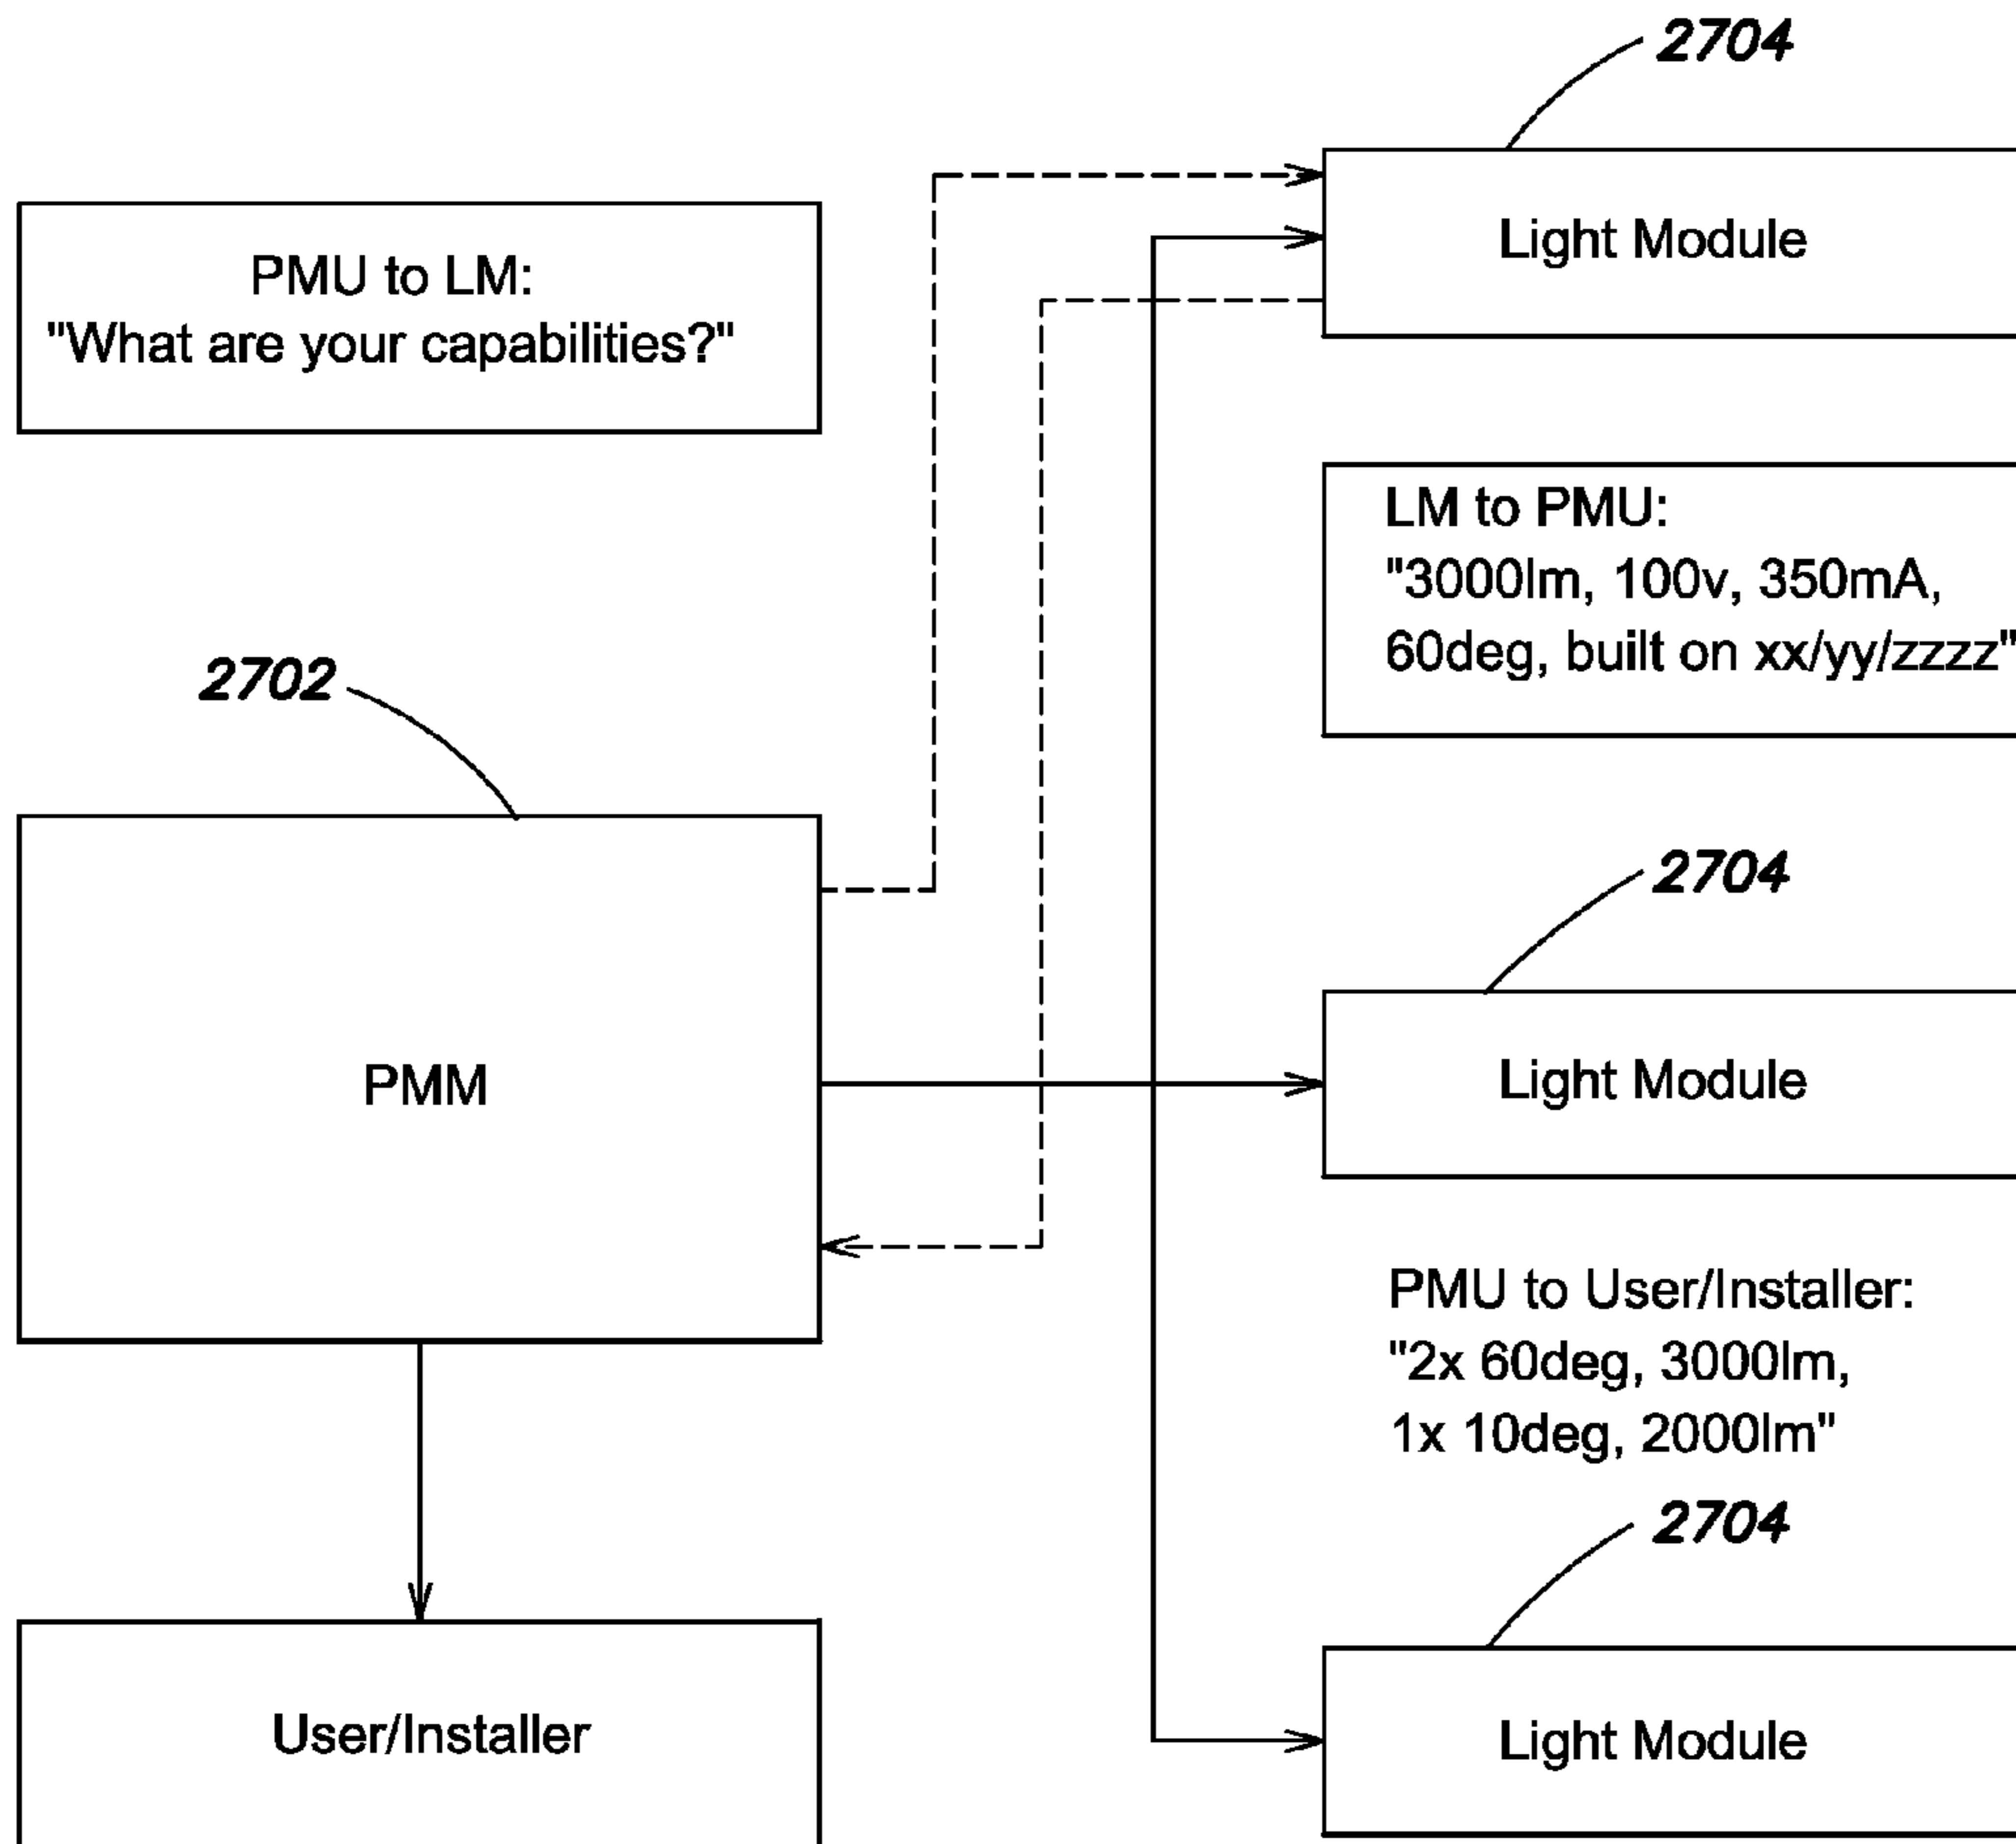 2704
Light Module
PMU to LM:
"What are your capabilities?"
LM to PMU:
"3000lm, 100v, 350mA,
60deg, built on xx/yy/zzzz"
2702
PMM
2704
Light Module
PMU to User/Installer:
"2x 60deg, 3000lm,
1x 10deg, 2000lm"
2704
User/Installer
Light Module